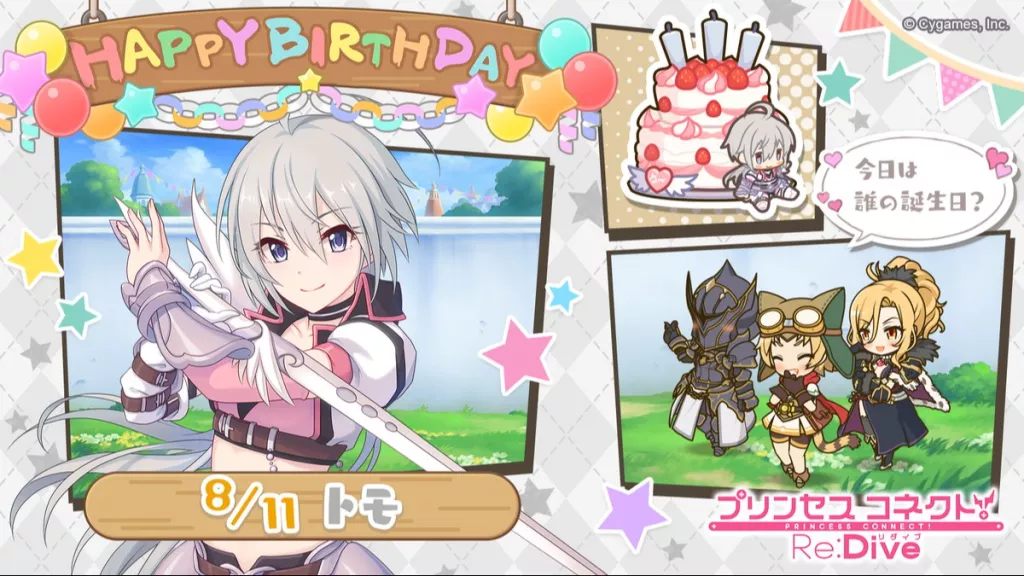 HAPPY BIRTHDAY
© Cygames, Inc.
今日は
誰の誕生日?
8/11 トモ
プリンセス コネクト!
PRINCESS CONNECT!
リダイブ
Re:Dive